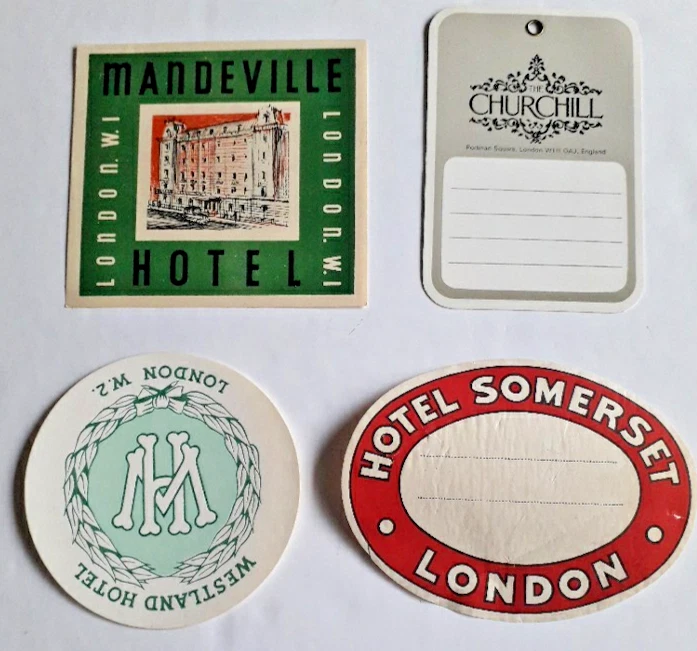 MANDEVILLE
LONDON. W.1
LONDON. W.1
HOTEL
THE
CHURCHILL
Portman Square, London W1H 0AJ, England
LONDON W.2.
WESTLAND HOTEL
HOTEL SOMERSET
LONDON